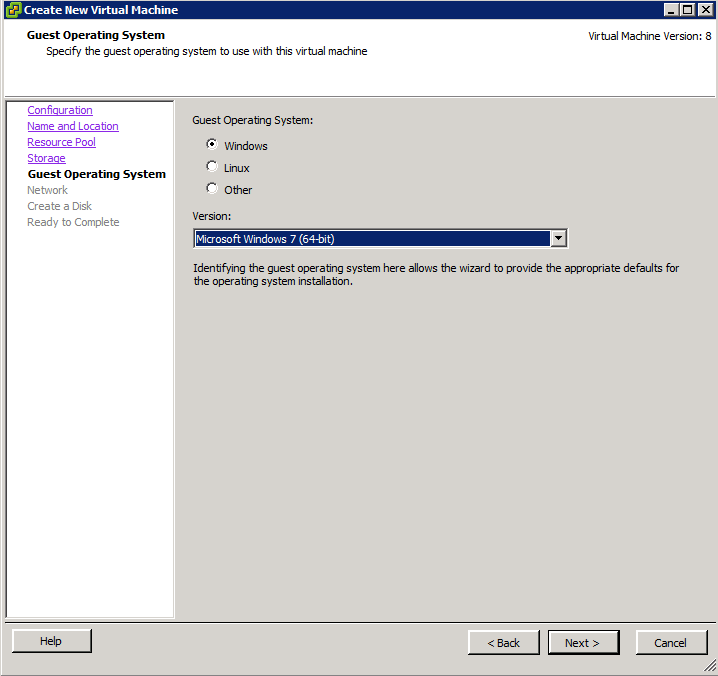 Create New Virtual Machine
Guest Operating System
Virtual Machine Version: 8
Specify the guest operating system to use with this virtual machine
Configuration
Name and Location
Resource Pool
Storage
Guest Operating System
Network
Create a Disk
Ready to Complete
Guest Operating System:
Windows
Linux
Other
Version:
Microsoft Windows 7 (64-bit)
Identifying the guest operating system here allows the wizard to provide the appropriate defaults for
the operating system installation.
Help
< Back
Next >
Cancel